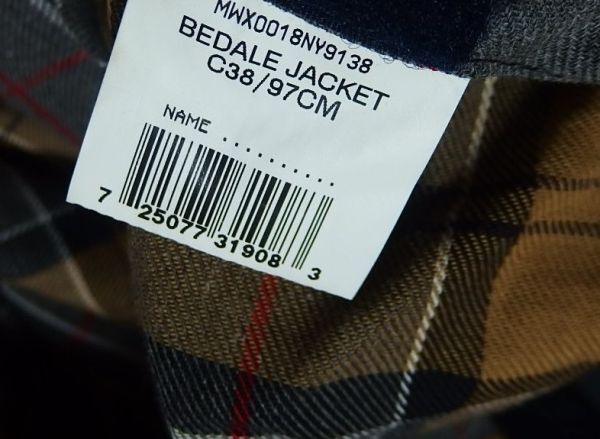 MWX0018NY9138
BEDALE JACKET
C38/97CM
NAME ..........
7 25077 31908 3